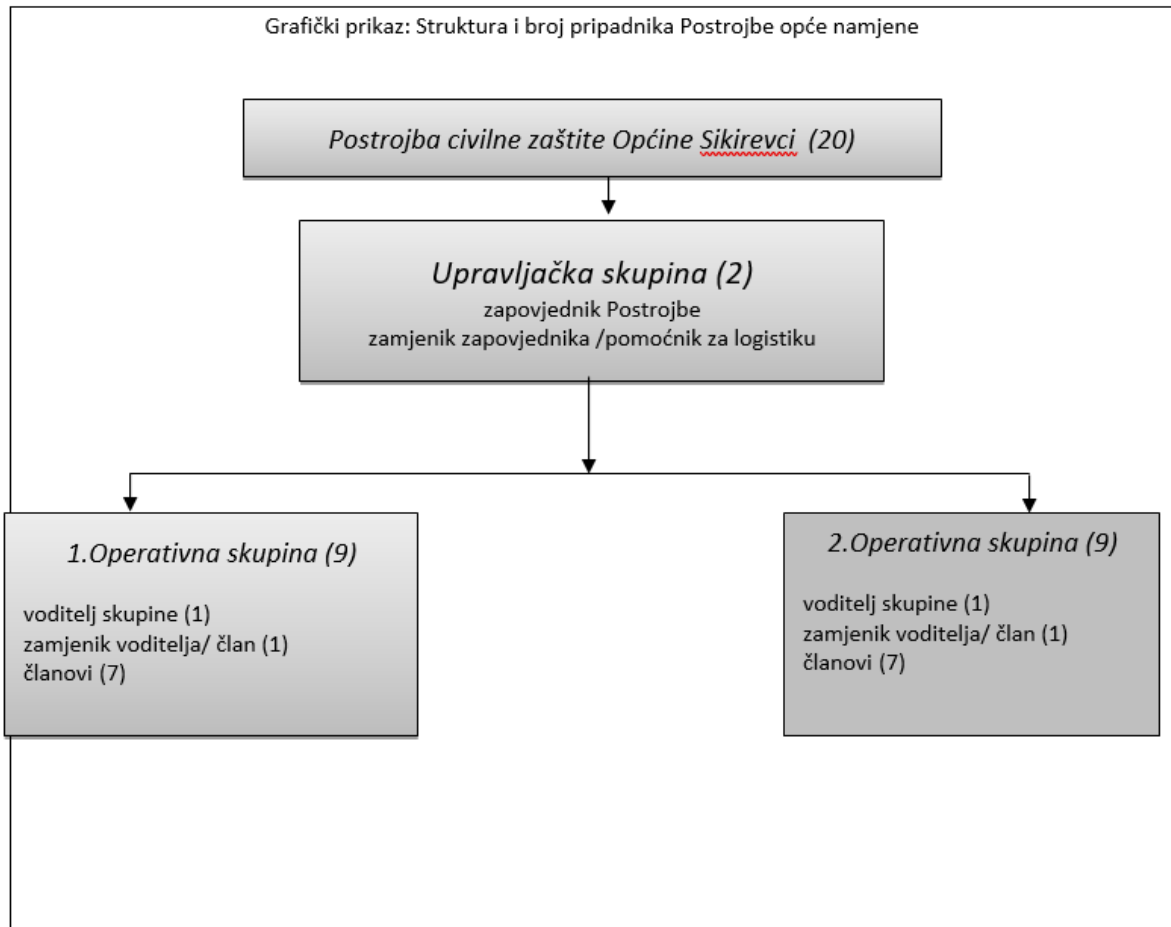 Grafički prikaz: Struktura i broj pripadnika Postrojbe opće namjene
Postrojba civilne zaštite Općine Sikirevci (20)
Upravljačka skupina (2)
zapovjednik Postrojbe
zamjenik zapovjednika /pomoćnik za logistiku
1.Operativna skupina (9)
voditelj skupine (1)
zamjenik voditelja/ član (1)
članovi (7)
2.Operativna skupina (9)
voditelj skupine (1)
zamjenik voditelja/ član (1)
članovi (7)